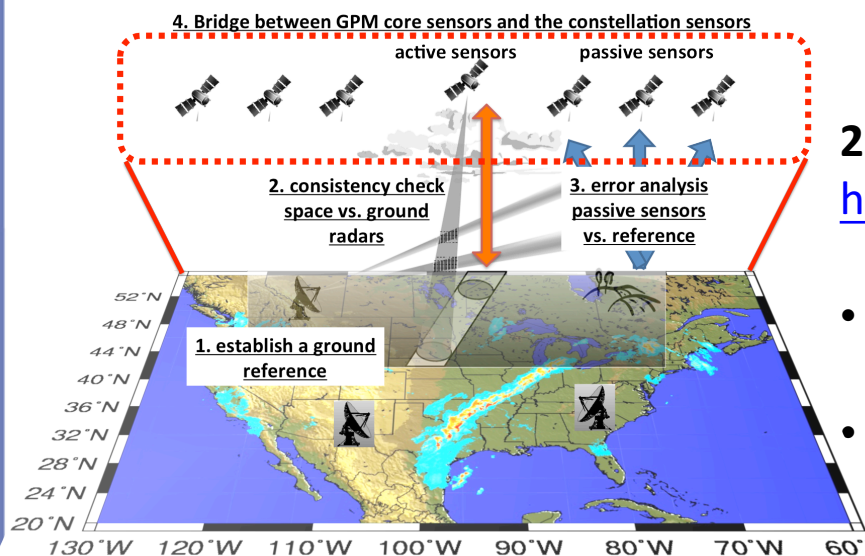 4. Bridge between GPM core sensors and the constellation sensors
active sensors
passive sensors
2
h
2. consistency check
space vs. ground
radars
3. error analysis
passive sensors
vs. reference
•
1. establish a ground
reference
•
52°N
48°N
44°N
40°N
36°N
32°N
28°N
24°N
20°N
130°W 120°W 110°W 100°W 90°W 80°W 70°W 60°